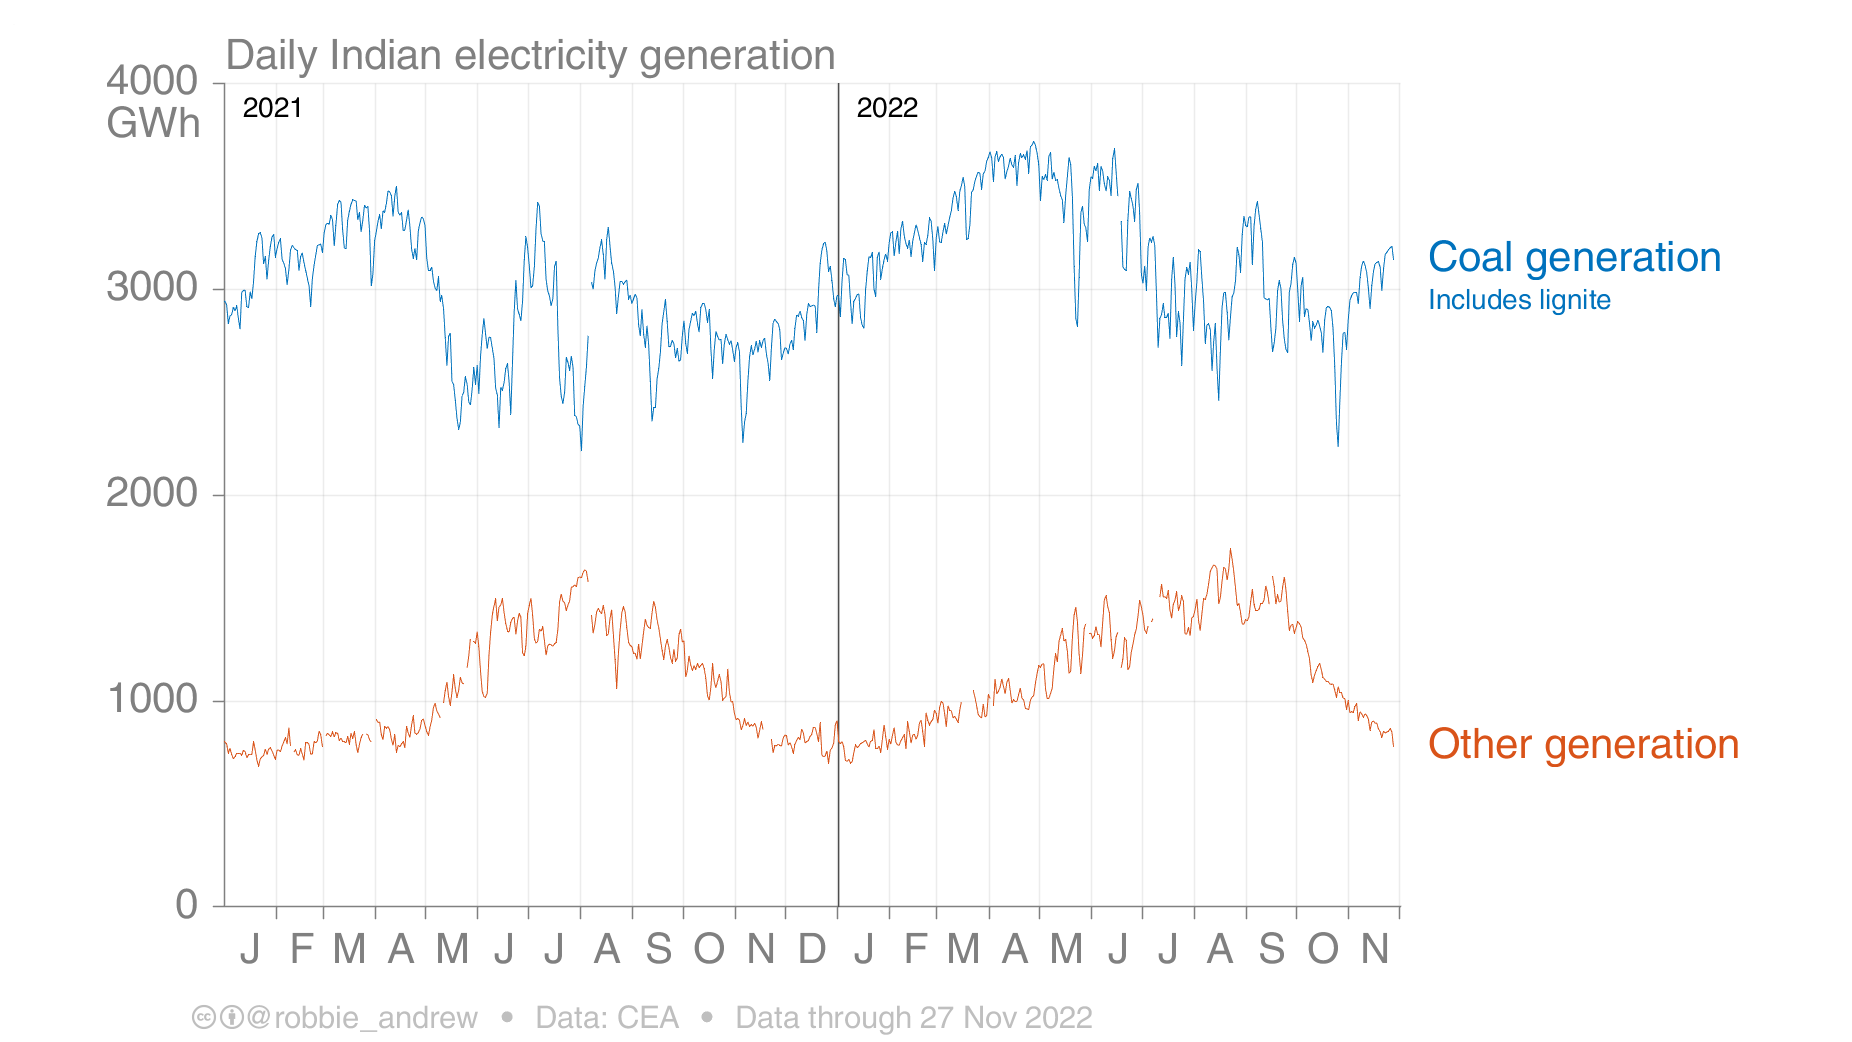 Daily Indian electricity generation
4000
GWh
2021
2022
3000
2000
1000
0
Coal generation
Includes lignite
Other generation
J F M A M J J A S O N D J F M A M J J A S O N
@robbie_andrew • Data: CEA • Data through 27 Nov 2022